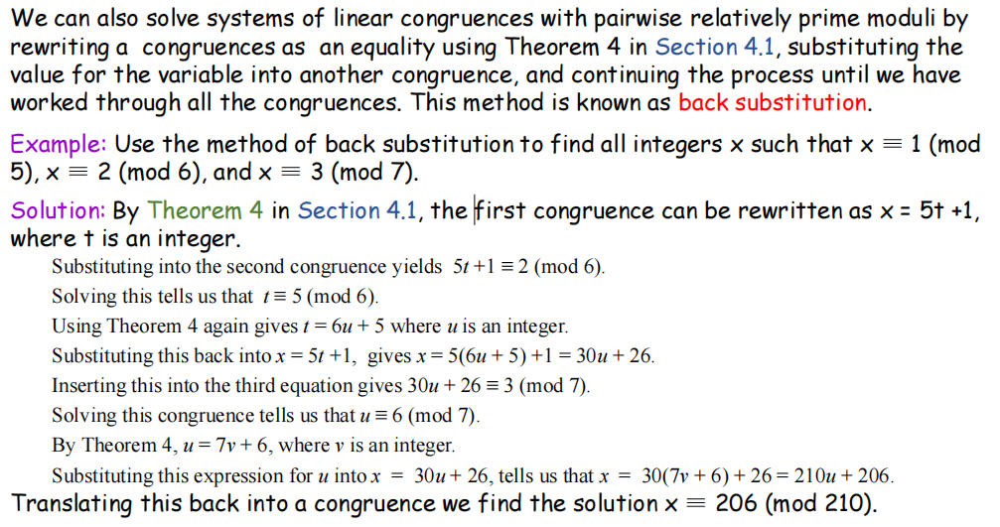 We can also solve systems of linear congruences with pairwise relatively prime moduli by
rewriting a congruences as an equality using Theorem 4 in Section 4.1, substituting the
value for the variable into another congruence, and continuing the process until we have
worked through all the congruences. This method is known as back substitution.
Example: Use the method of back substitution to find all integers x such that x ≡ 1 (mod
5), x ≡ 2 (mod 6), and x ≡ 3 (mod 7).
Solution: By Theorem 4 in Section 4.1, the first congruence can be rewritten as x = 5t +1,
where t is an integer.
Substituting into the second congruence yields 5t +1 ≡ 2 (mod 6).
Solving this tells us that t ≡ 5 (mod 6).
Using Theorem 4 again gives t = 6u + 5 where u is an integer.
Substituting this back into x = 5t +1, gives x = 5(6u + 5) +1 = 30u + 26.
Inserting this into the third equation gives 30u + 26 ≡ 3 (mod 7).
Solving this congruence tells us that u ≡ 6 (mod 7).
By Theorem 4, u = 7v + 6, where v is an integer.
Substituting this expression for u into x = 30u + 26, tells us that x = 30(7v + 6) + 26 = 210u + 206.
Translating this back into a congruence we find the solution x ≡ 206 (mod 210).